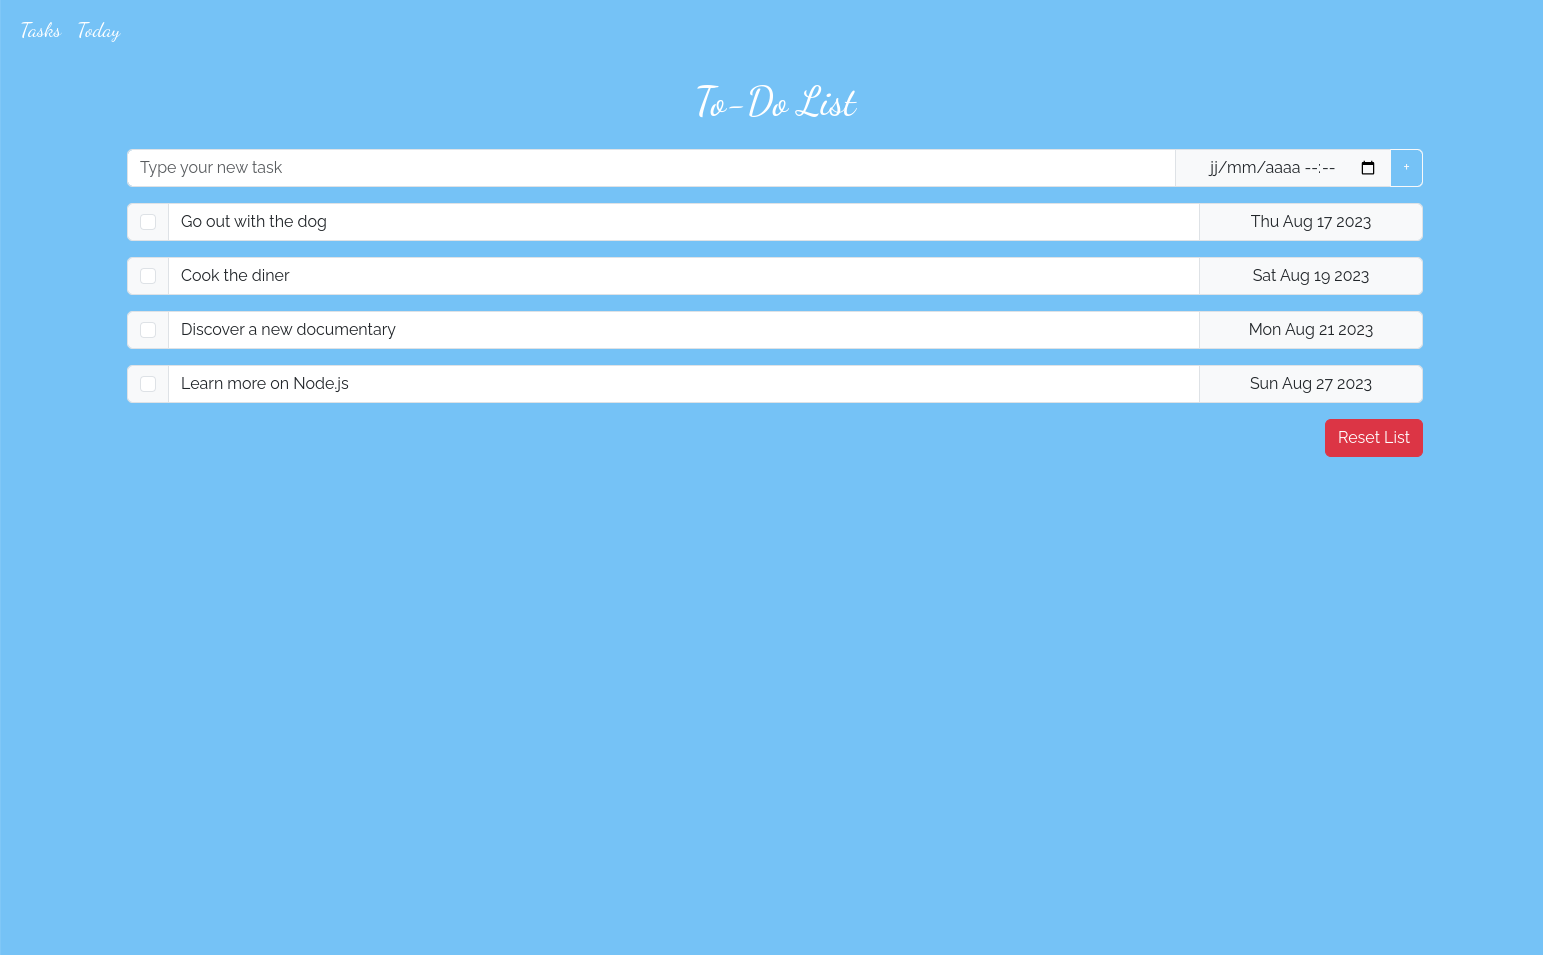 Tasks Today
To-Do List
Type your new task jj/mm/aaaa --:-- +
Go out with the dog Thu Aug 17 2023
Cook the diner Sat Aug 19 2023
Discover a new documentary Mon Aug 21 2023
Learn more on Node.js Sun Aug 27 2023
Reset List